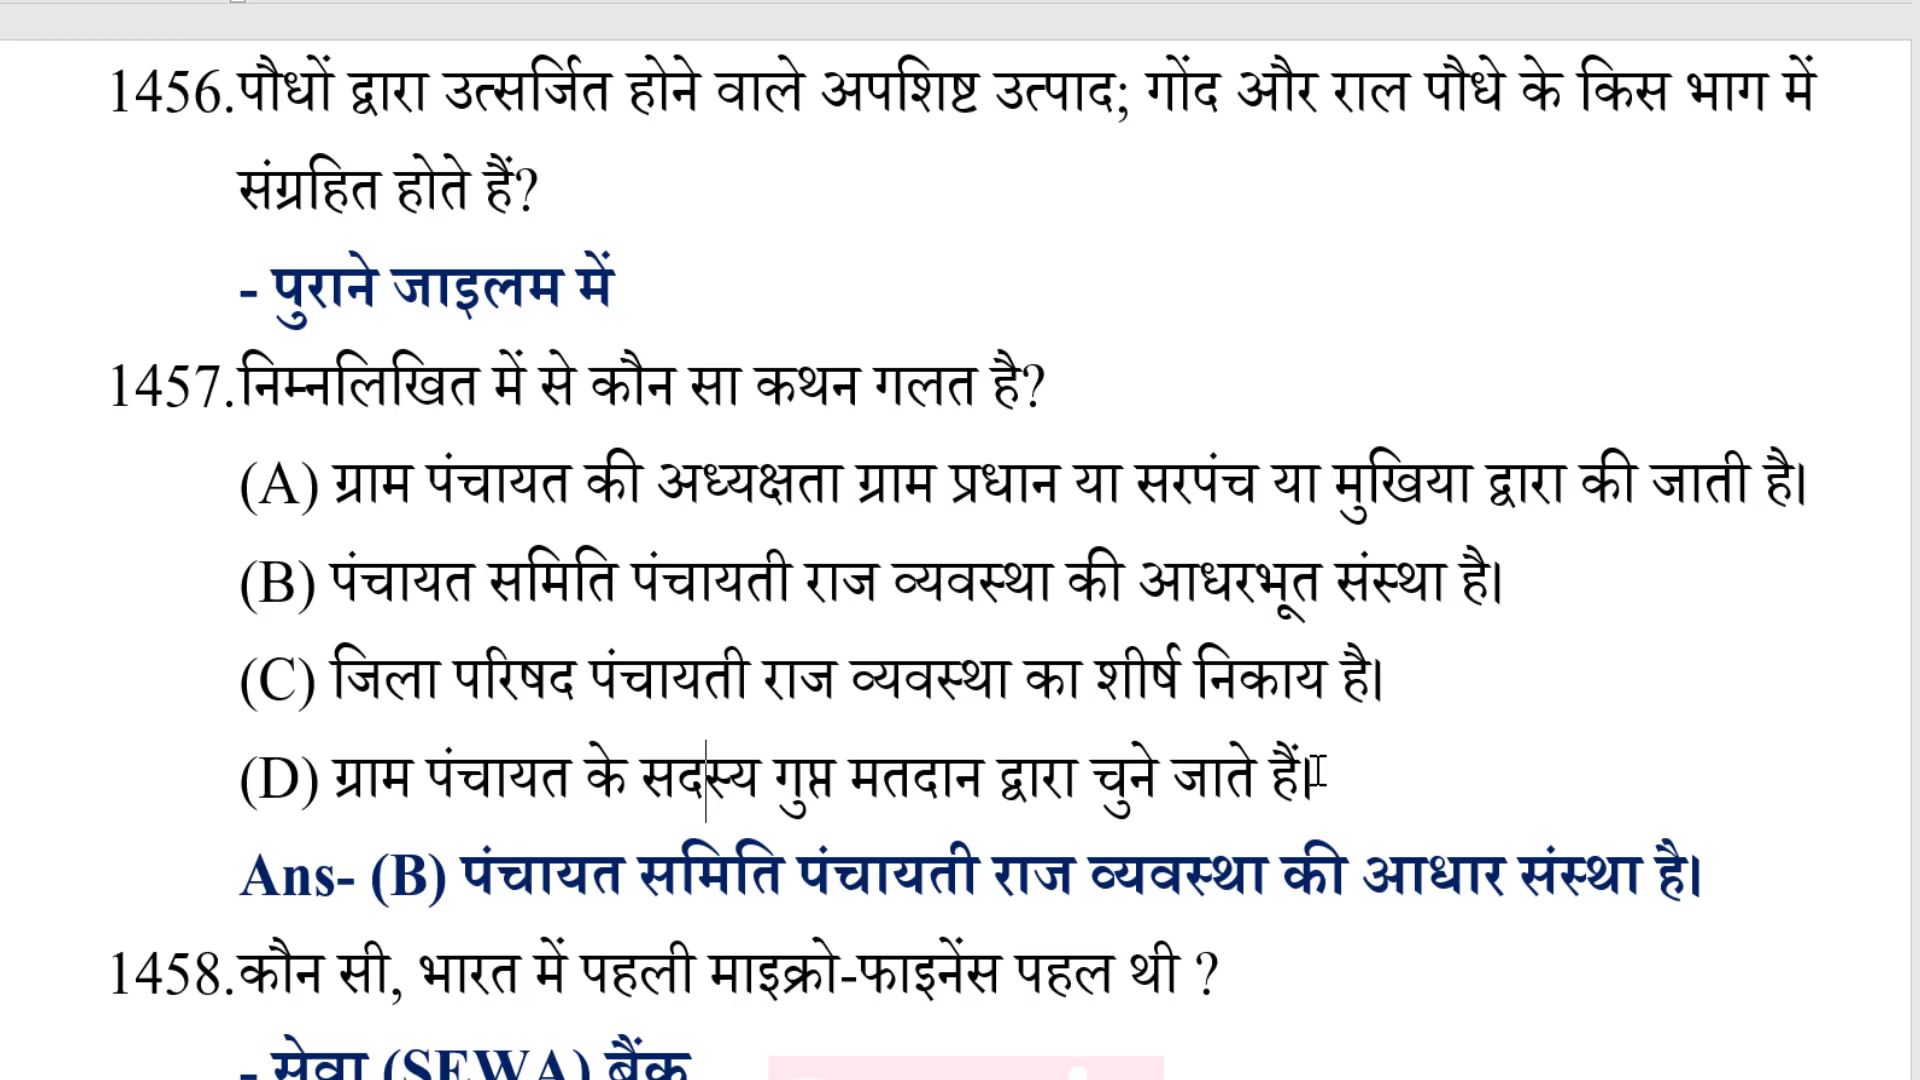 1456.पौधों द्वारा उत्सर्जित होने वाले अपशिष्ट उत्पाद; गोंद और राल पौधे के किस भाग में
संग्रहित होते हैं?
- पुराने जाइलम में
1457.निम्नलिखित में से कौन सा कथन गलत है?
(A) ग्राम पंचायत की अध्यक्षता ग्राम प्रधान या सरपंच या मुखिया द्वारा की जाती है।
(B) पंचायत समिति पंचायती राज व्यवस्था की आधरभूत संस्था है।
(C) जिला परिषद पंचायती राज व्यवस्था का शीर्ष निकाय है।
(D) ग्राम पंचायत के सदस्य गुप्त मतदान द्वारा चुने जाते हैं।
Ans- (B) पंचायत समिति पंचायती राज व्यवस्था की आधार संस्था है।
1458.कौन सी, भारत में पहली माइक्रो-फाइनेंस पहल थी ?
- सेवा (SEWA) बैंक